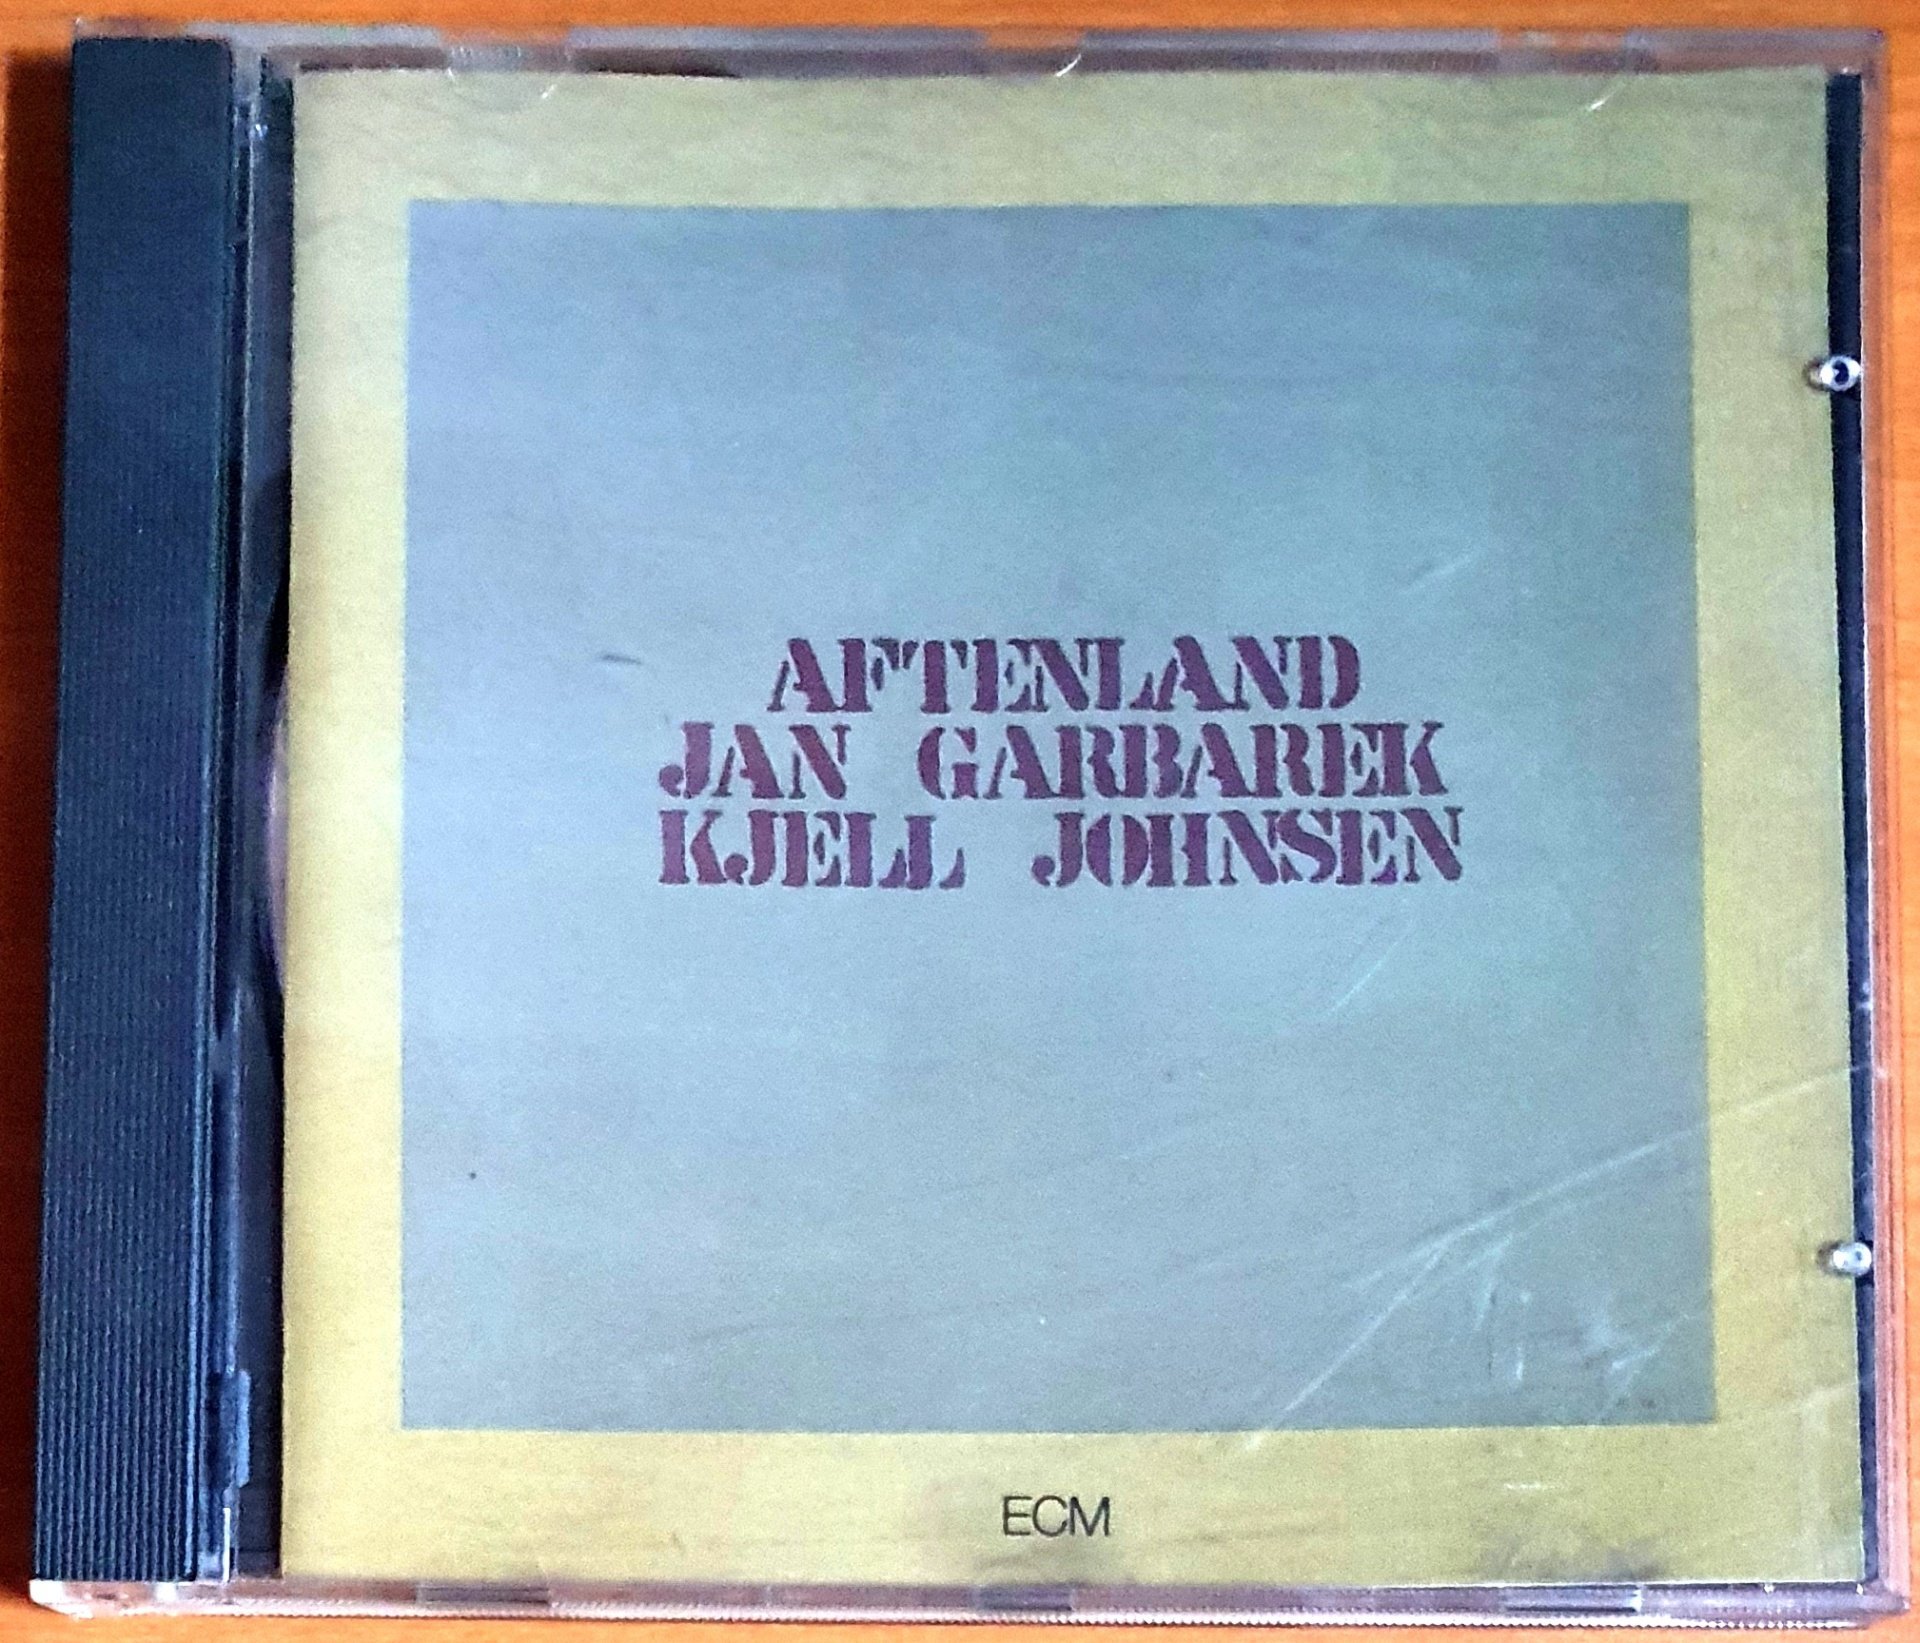 AFTENLAND
JAN GARBAREK
KJELL JOHNSEN
ECM